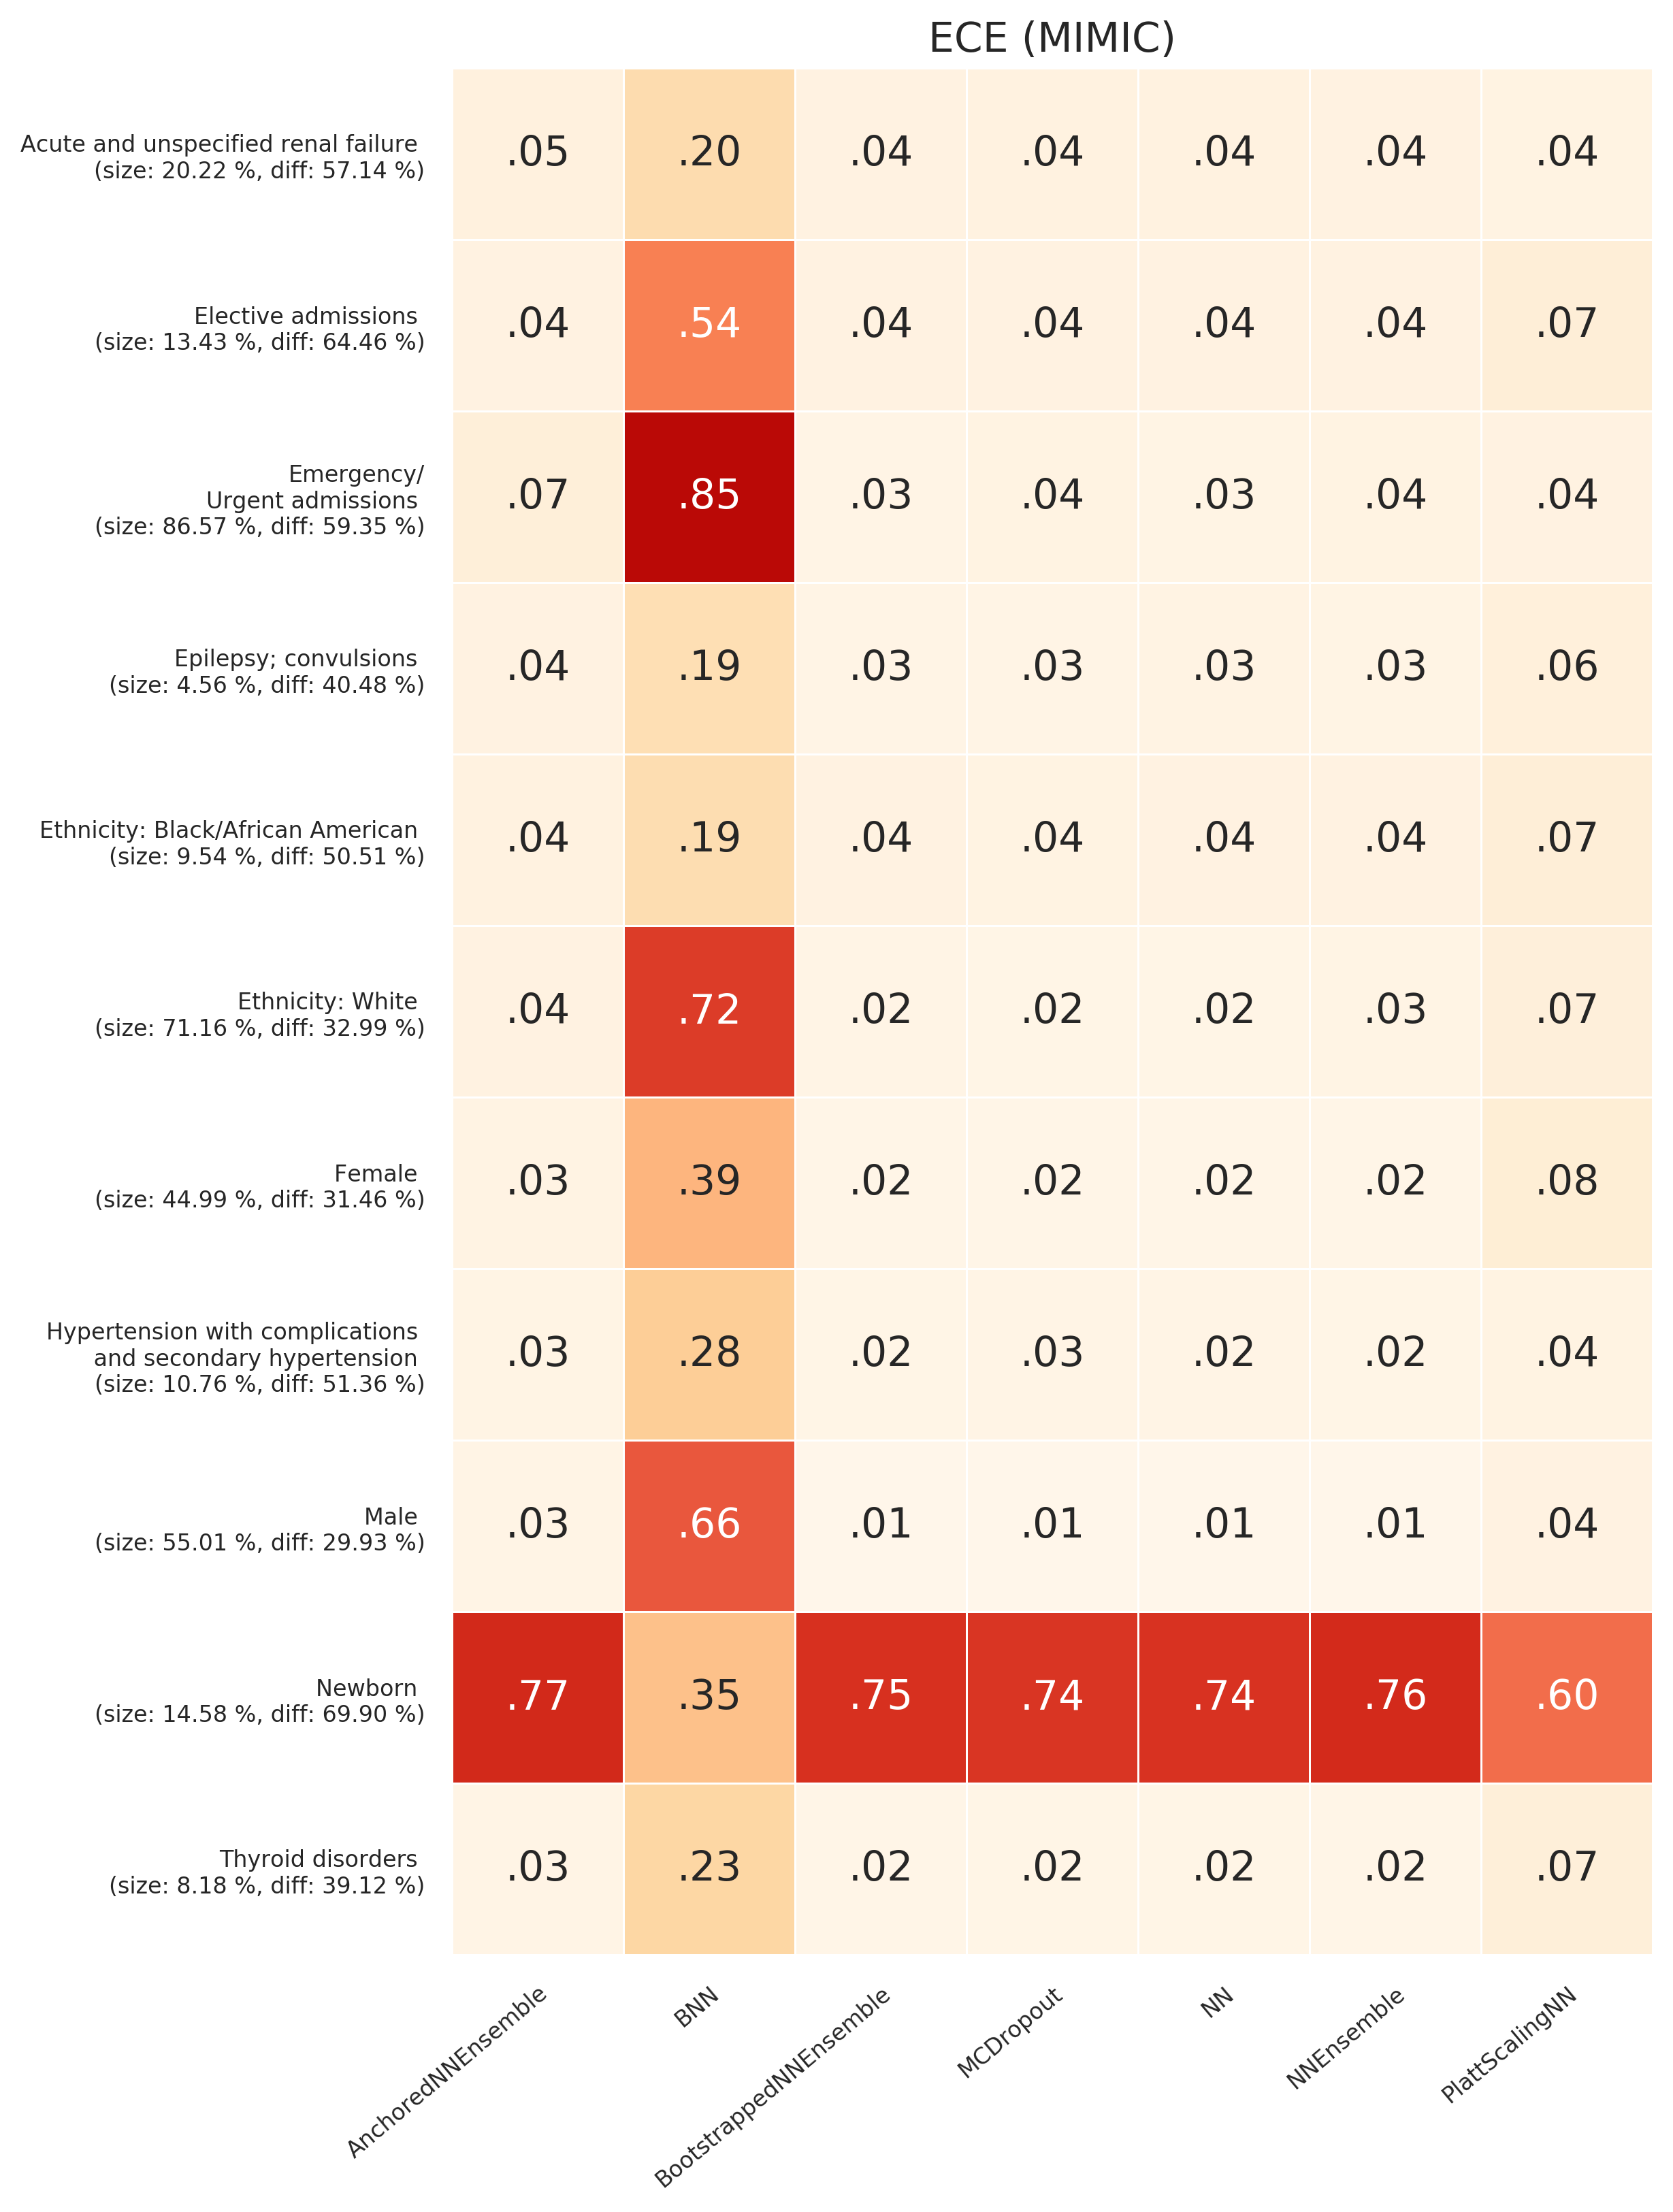 ECE (MIMIC)
Acute and unspecified renal failure
(size: 20.22 %, diff: 57.14 %)
.05 .20 .04 .04 .04 .04 .04
Elective admissions
(size: 13.43 %, diff: 64.46 %)
.04 .54 .04 .04 .04 .04 .07
Emergency/
Urgent admissions
(size: 86.57 %, diff: 59.35 %)
.07 .85 .03 .04 .03 .04 .04
Epilepsy; convulsions
(size: 4.56 %, diff: 40.48 %)
.04 .19 .03 .03 .03 .03 .06
Ethnicity: Black/African American
(size: 9.54 %, diff: 50.51 %)
.04 .19 .04 .04 .04 .04 .07
Ethnicity: White
(size: 71.16 %, diff: 32.99 %)
.04 .72 .02 .02 .02 .03 .07
Female
(size: 44.99 %, diff: 31.46 %)
.03 .39 .02 .02 .02 .02 .08
Hypertension with complications
and secondary hypertension
(size: 10.76 %, diff: 51.36 %)
.03 .28 .02 .03 .02 .02 .04
Male
(size: 55.01 %, diff: 29.93 %)
.03 .66 .01 .01 .01 .01 .04
Newborn
(size: 14.58 %, diff: 69.90 %)
.77 .35 .75 .74 .74 .76 .60
Thyroid disorders
(size: 8.18 %, diff: 39.12 %)
.03 .23 .02 .02 .02 .02 .07
AnchoredNNEnsemble
BNN
BootstrappedNNEnsemble
MCDropout
NN
NNEnsemble
PlattScalingNN